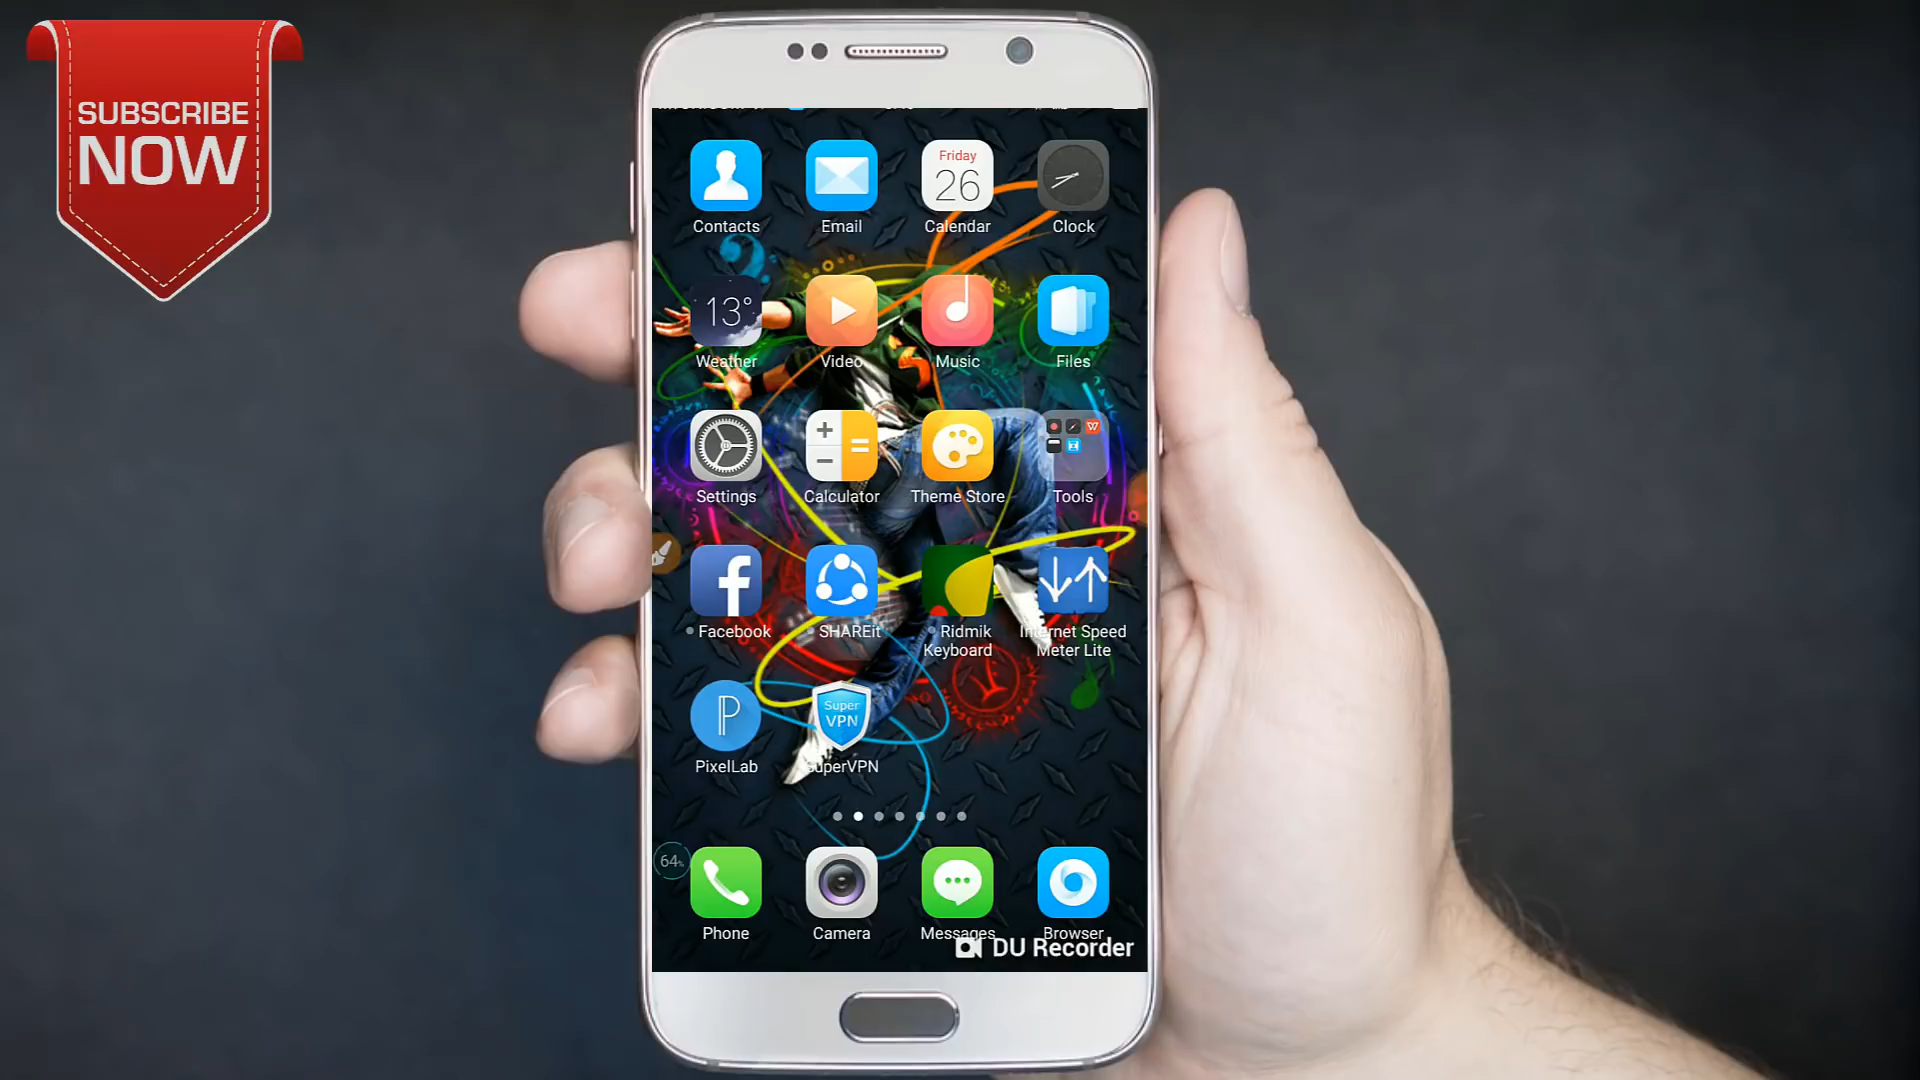 SUBSCRIBE
NOW
Friday
26
Contacts Email Calendar Clock
13°
Weather Video Music Files
Settings Calculator Theme Store Tools
Facebook SHAREit Ridmik Keyboard Internet Speed Meter Lite
Super
VPN
PixelLab SuperVPN
64%
Phone Camera Messages Browser
DU Recorder